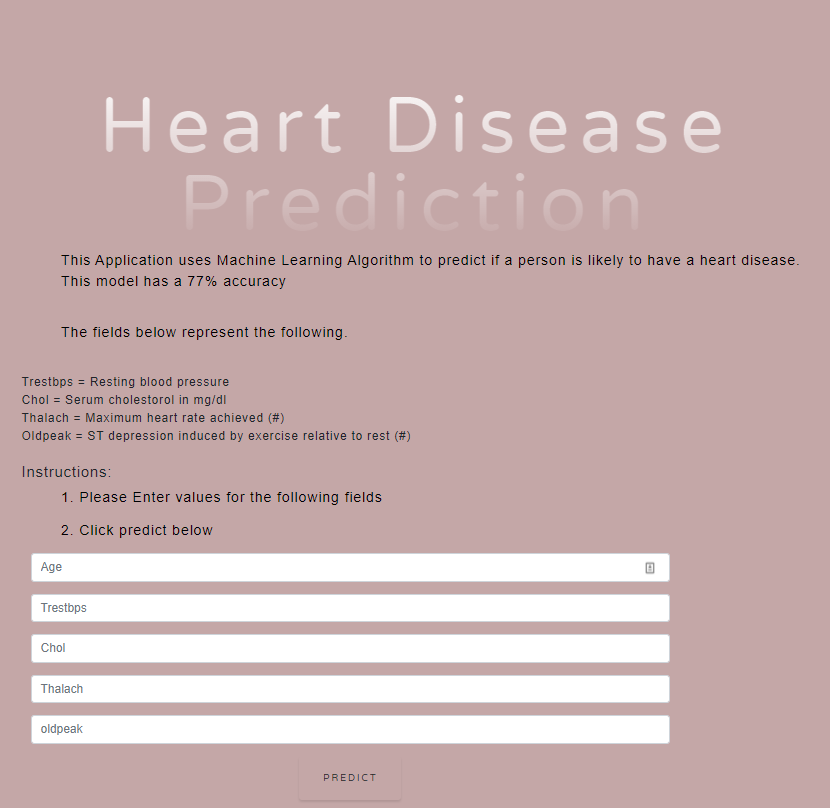 Heart Disease
Prediction
This Application uses Machine Learning Algorithm to predict if a person is likely to have a heart disease.
This model has a 77% accuracy
The fields below represent the following.
Trestbps = Resting blood pressure
Chol = Serum cholestorol in mg/dl
Thalach = Maximum heart rate achieved (#)
Oldpeak = ST depression induced by exercise relative to rest (#)
Instructions:
1. Please Enter values for the following fields
2. Click predict below
Age
Trestbps
Chol
Thalach
oldpeak
PREDICT